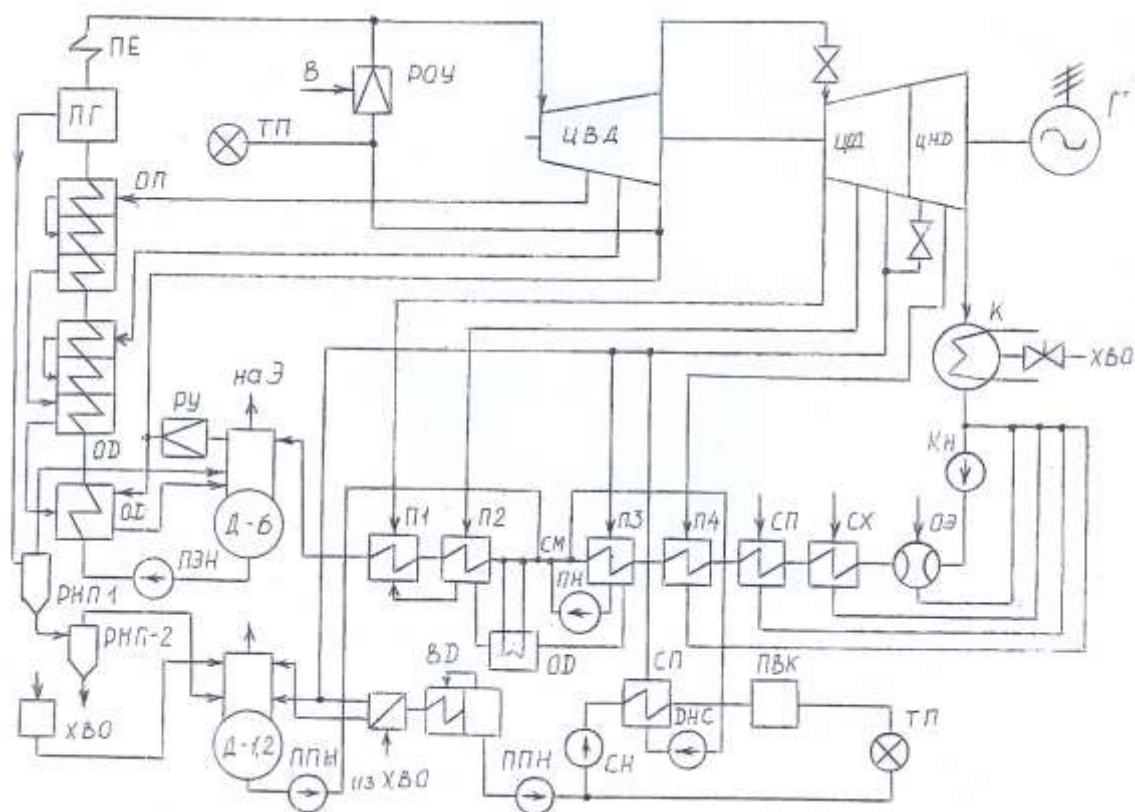 ПЕ
В
РОУ
ПГ
ТП
ЦВД
ЦСД
ЦНД
Г
ОП
К
ХВО
на Э
РУ
КН
ОД
ОД
Д-6
П1
П2
СМ
П3
П4
СП
СХ
ОЭ
ПЭН
ПН
РНП 1
РНП-2
ВД
ОД
СП
ПВК
ТП
ХВО
ДНС
Д-1,2
ППН
из ХВО
ППН
СН